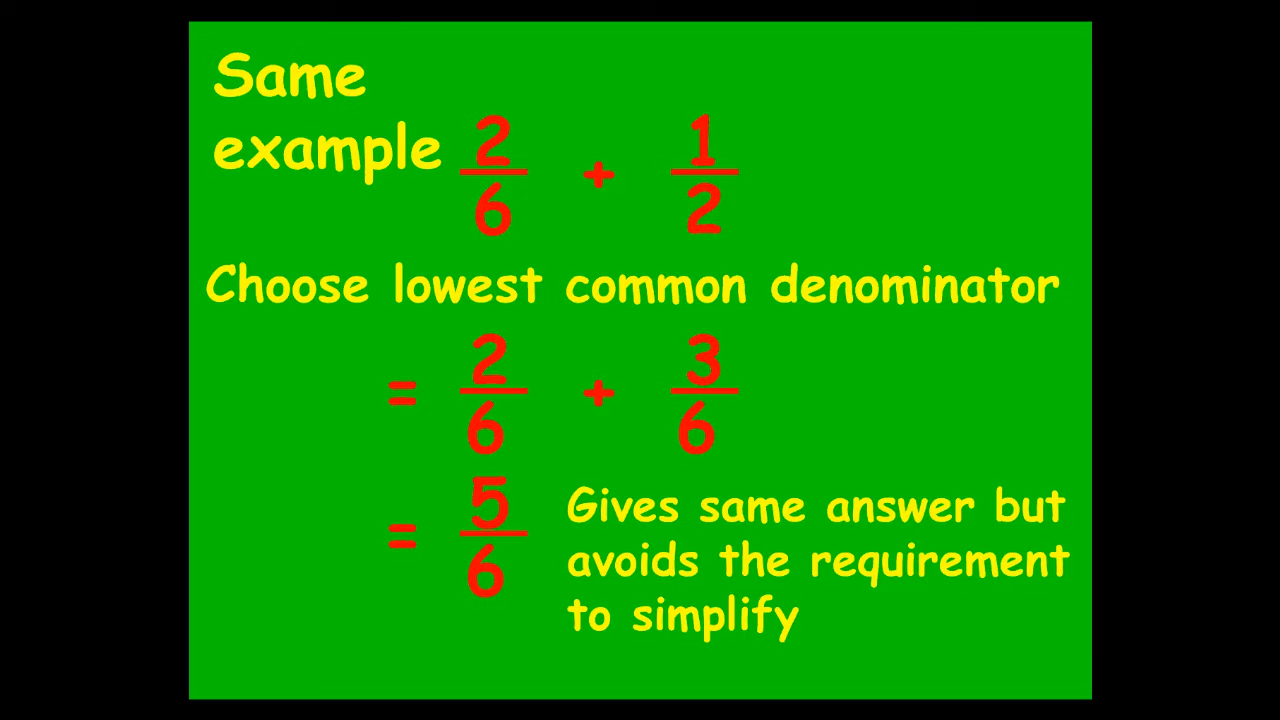 Same
example
2/6 + 1/2
Choose lowest common denominator
= 2/6 + 3/6
= 5/6
Gives same answer but
avoids the requirement
to simplify